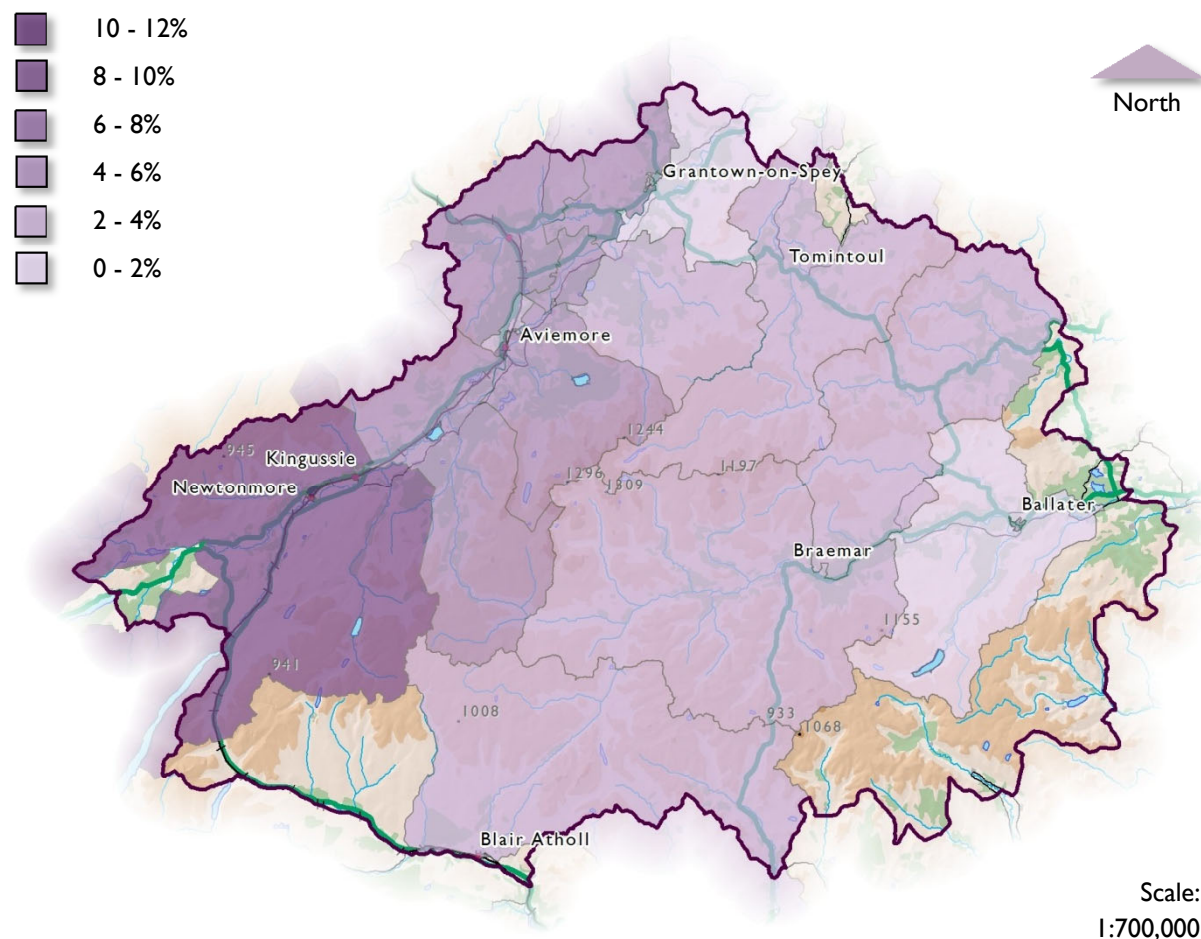 10 - 12%
8 - 10%
6 - 8%
4 - 6%
2 - 4%
0 - 2%
North
Grantown-on-Spey
Tomintoul
Aviemore
1244
945
Kingussie
1296
1309
1197
Newtonmore
Ballater
Braemar
1155
941
1008
933
1068
Blair Atholl
Scale:
1:700,000